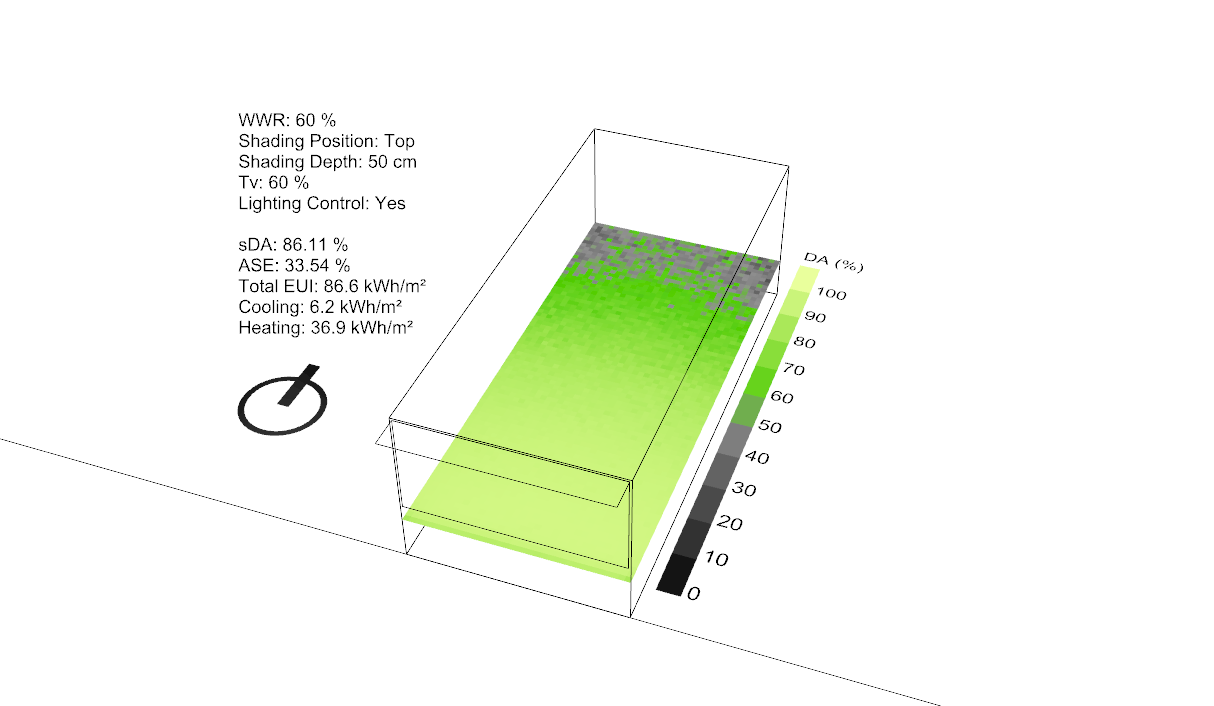 WWR: 60 %
Shading Position: Top
Shading Depth: 50 cm
Tv: 60 %
Lighting Control: Yes
sDA: 86.11 %
ASE: 33.54 %
Total EUI: 86.6 kWh/m²
Cooling: 6.2 kWh/m²
Heating: 36.9 kWh/m²
DA (%)
100
90
80
70
60
50
40
30
20
10
0